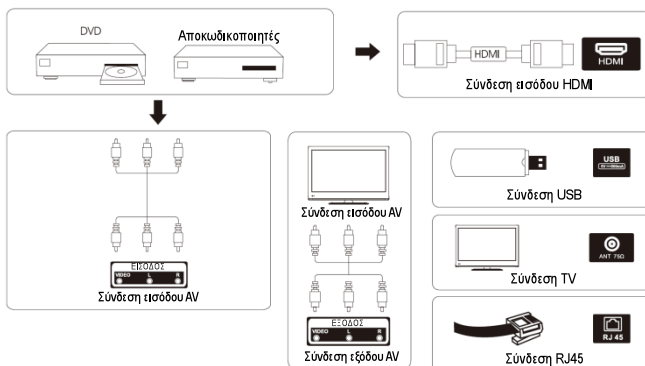 DVD
Αποκωδικοποιητές
HDMI
HDMI
Σύνδεση εισόδου HDMI
ΕΙΣΟΔΟΣ
VIDEO L R
Σύνδεση εισόδου AV
Σύνδεση εισόδου AV
ΕΞΟΔΟΣ
VIDEO L R
Σύνδεση εξόδου AV
USB
Σύνδεση USB
ANT 75Ω
Σύνδεση TV
RJ 45
Σύνδεση RJ45